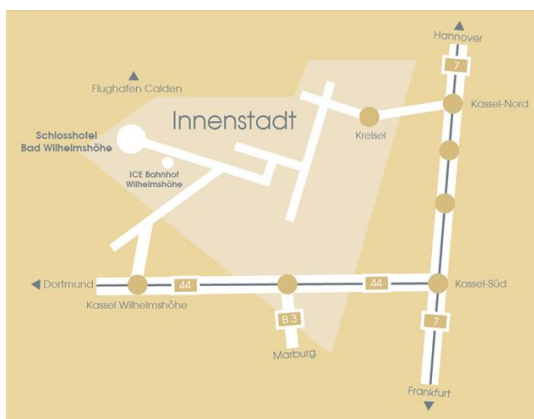 Hannover
7
Flughafen Calden
Kassel-Nord
Innenstadt
Kreisel
Schlosshotel
Bad Wilhelmshöhe
ICE Bahnhof
Wilhelmshöhe
Dortmund
44
44
Kassel-Süd
Kassel Wilhelmshöhe
B 3
7
Marburg
Frankfurt